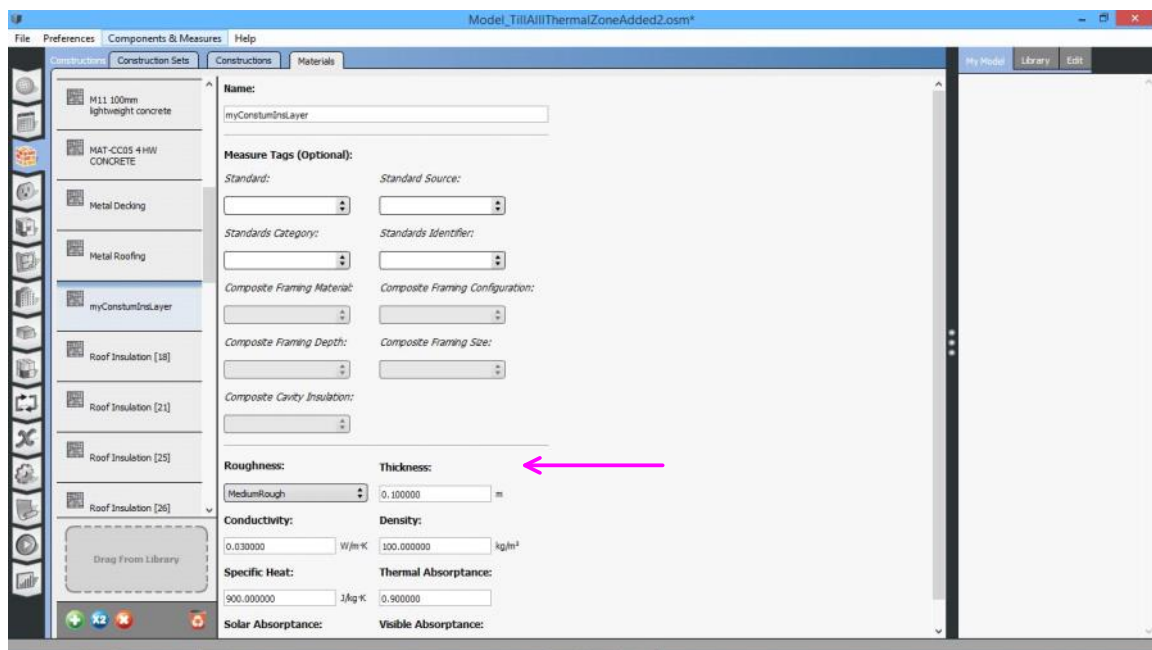 Model_TillAllThermalZoneAdded2.osm*
File Preferences Components & Measures Help
Constructions Construction Sets Constructions Materials
My Model Library Edit
M11 100mm
lightweight concrete
MAT-CC05 4 HW
CONCRETE
Metal Decking
Metal Roofing
myConstumInsLayer
Roof Insulation [18]
Roof Insulation [21]
Roof Insulation [25]
Roof Insulation [26]
Drag From Library
x2
Name:
myConstumInsLayer
Measure Tags (Optional):
Standard: Standard Source:
Standards Category: Standards Identifier:
Composite Framing Material: Composite Framing Configuration:
Composite Framing Depth: Composite Framing Size:
Composite Cavity Insulation:
Roughness: Thickness:
MediumRough 0.100000 m
Conductivity: Density:
0.030000 W/m·K 100.000000 kg/m³
Specific Heat: Thermal Absorptance:
900.000000 J/kg·K 0.900000
Solar Absorptance: Visible Absorptance: